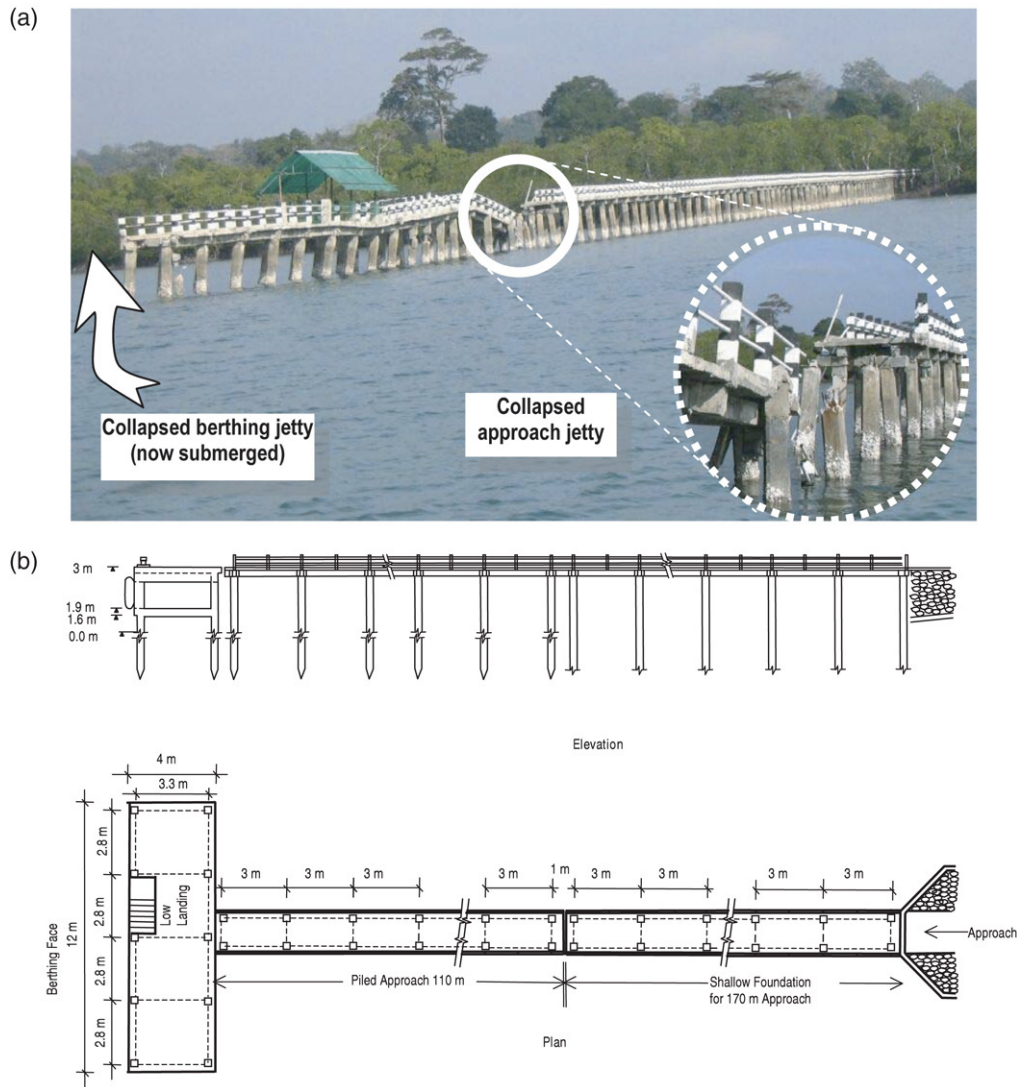 (a)
Collapsed berthing jetty
(now submerged)
Collapsed
approach jetty
(b)
3 m
1.9 m
1.6 m
0.0 m
Elevation
4 m
3.3 m
2.8 m
2.8 m
2.8 m
2.8 m
12 m
Berthing Face
Low
Landing
3 m
3 m
3 m
3 m
1 m
3 m
3 m
3 m
3 m
Approach
Piled Approach 110 m
Shallow Foundation
for 170 m Approach
Plan